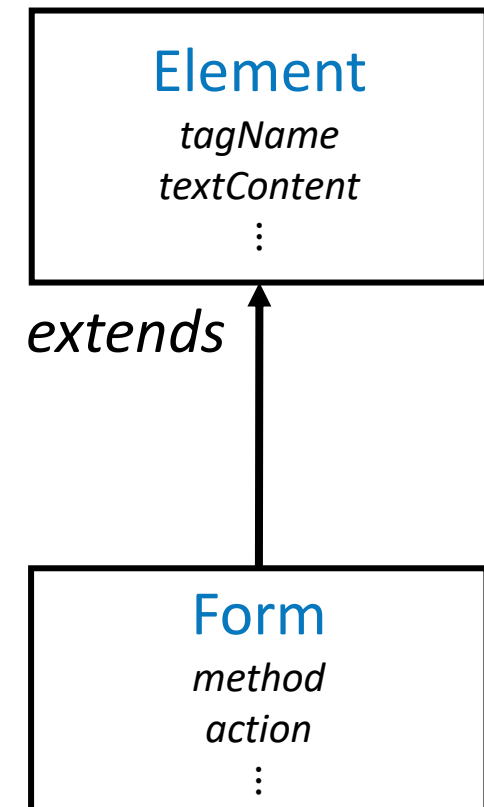 Element
tagName
textContent
⋮
extends
Form
method
action
⋮